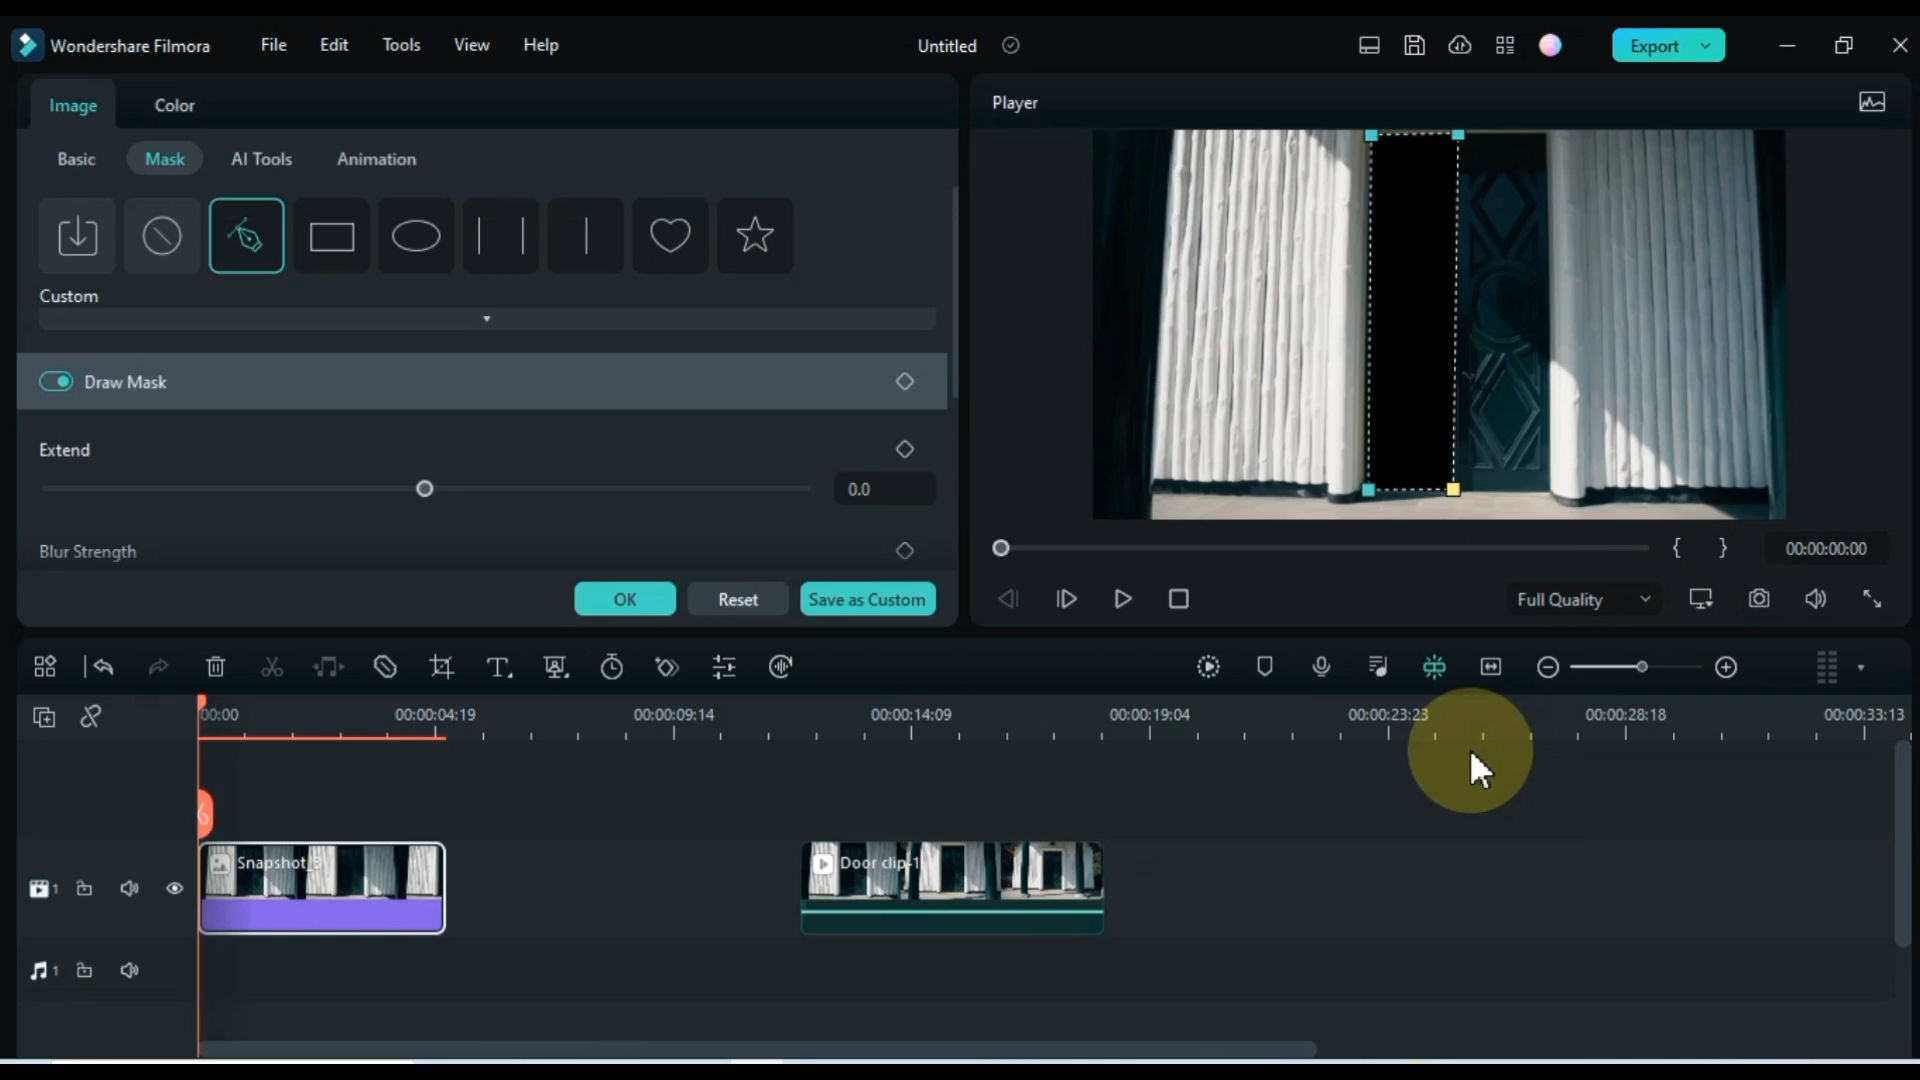 Wondershare Filmora File Edit Tools View Help Untitled Export
Image Color
Player
Basic Mask AI Tools Animation
Custom
Draw Mask
Extend
0.0
Blur Strength
OK Reset Save as Custom
00:00:00:00
Full Quality
00:00 00:00:04:19 00:00:09:14 00:00:14:09 00:00:19:04 00:00:23:23 00:00:28:18 00:00:33:13
Snapshot
Door clip-1
1
1